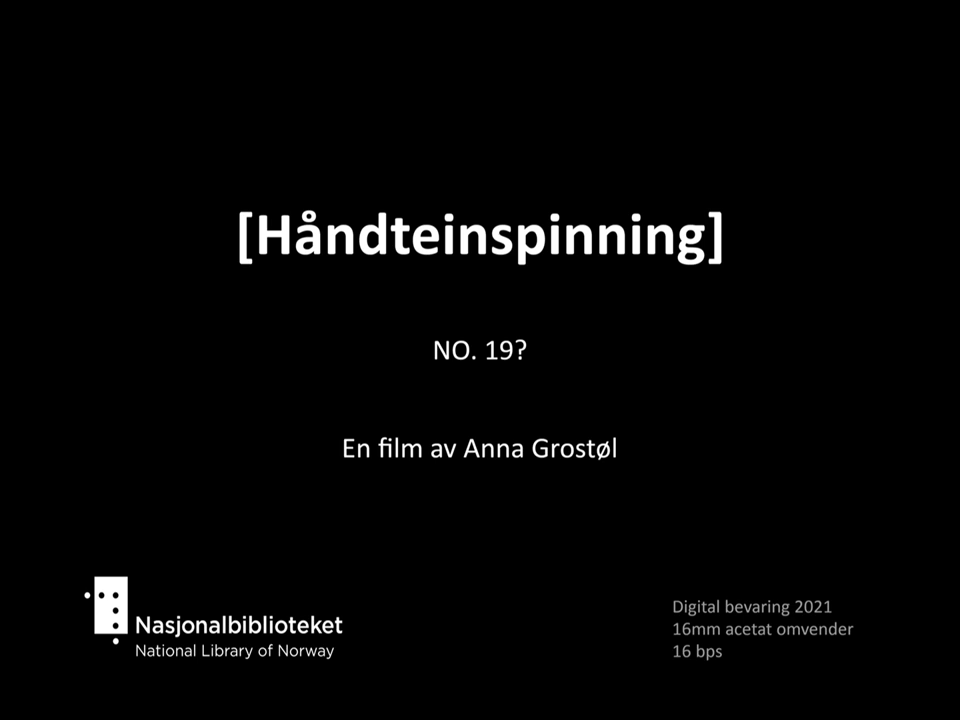 [Håndteinspinning]
NO. 19?
En film av Anna Grostøl
Nasjonalbiblioteket
National Library of Norway
Digital bevaring 2021
16mm acetat omvender
16 bps